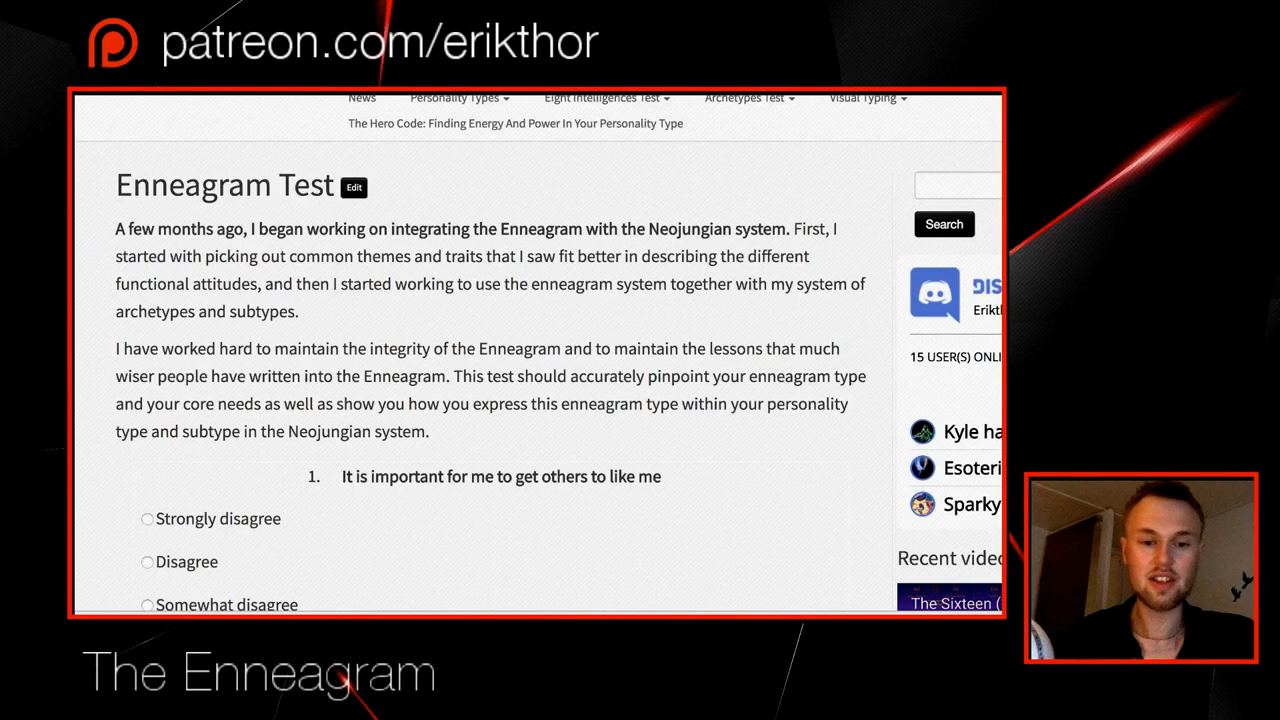 patreon.com/erikthor
News Personality Types Eight Intelligences Test Archetypes Test Visual Typing
The Hero Code: Finding Energy And Power In Your Personality Type
Enneagram Test Edit
A few months ago, I began working on integrating the Enneagram with the Neojungian system. First, I
started with picking out common themes and traits that I saw fit better in describing the different
functional attitudes, and then I started working to use the enneagram system together with my system of
archetypes and subtypes.
I have worked hard to maintain the integrity of the Enneagram and to maintain the lessons that much
wiser people have written into the Enneagram. This test should accurately pinpoint your enneagram type
and your core needs as well as show you how you express this enneagram type within your personality
type and subtype in the Neojungian system.
1. It is important for me to get others to like me
Strongly disagree
Disagree
Somewhat disagree
Search
DIS
Erikt
15 USER(S) ONLI
Kyle ha
Esoteri
Sparky
Recent video
The Sixteen (
The Enneagram